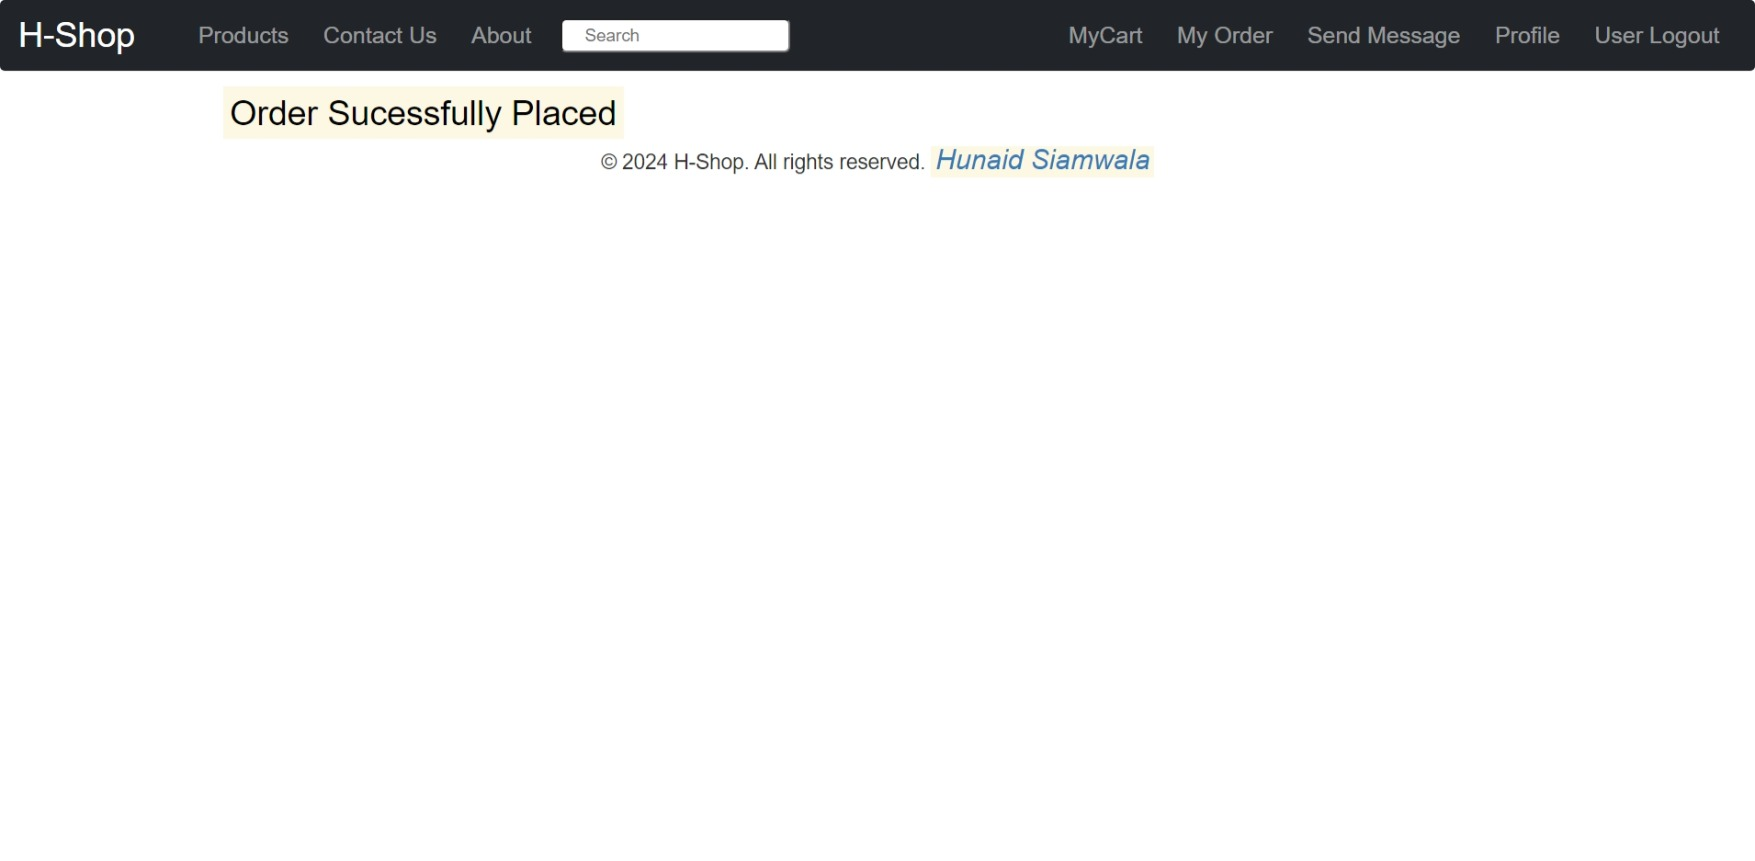 H-Shop Products Contact Us About Search MyCart My Order Send Message Profile User Logout
Order Sucessfully Placed
© 2024 H-Shop. All rights reserved. Hunaid Siamwala